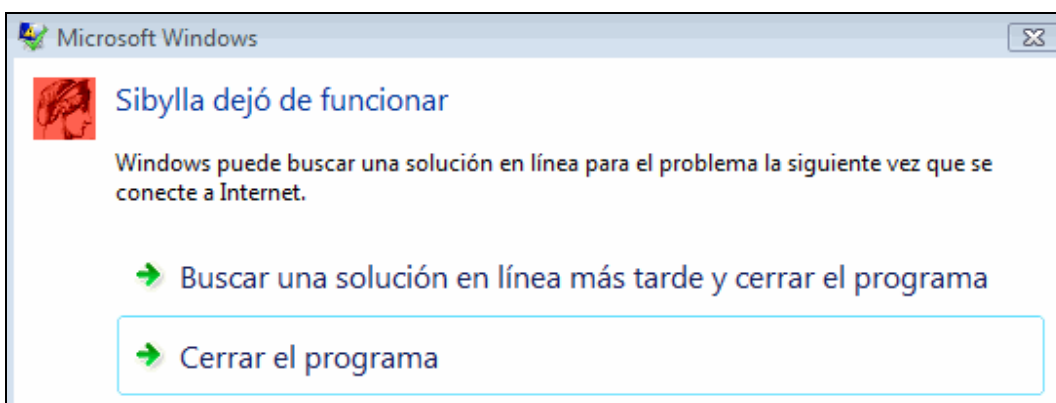 Microsoft Windows
Sibylla dejó de funcionar
Windows puede buscar una solución en línea para el problema la siguiente vez que se
conecte a Internet.
Buscar una solución en línea más tarde y cerrar el programa
Cerrar el programa